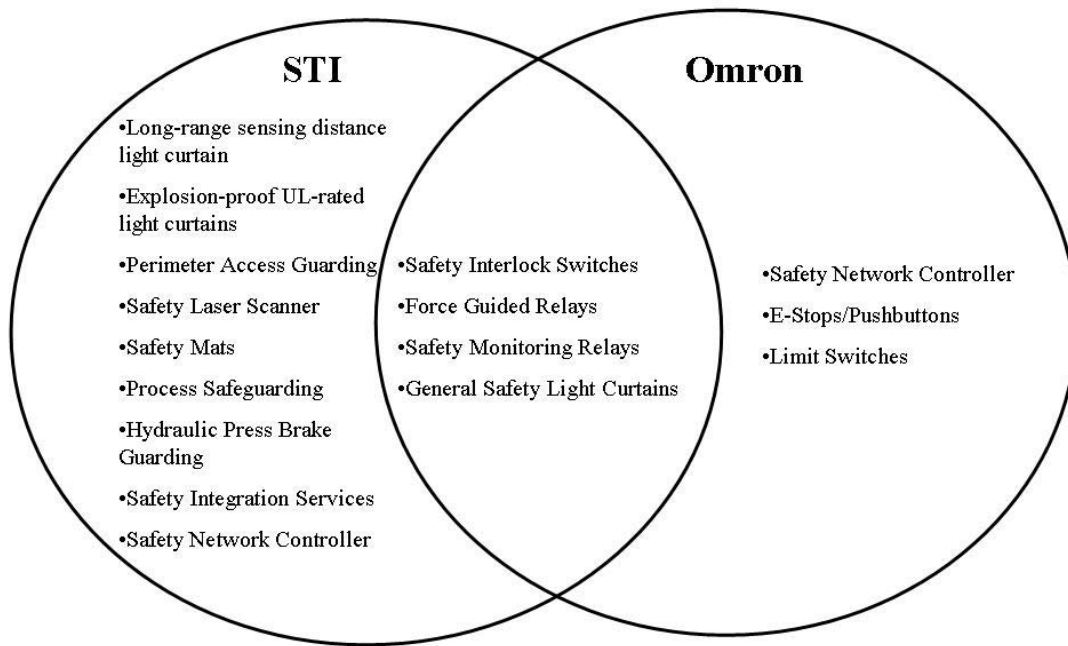 STI
•Long-range sensing distance
light curtain
•Explosion-proof UL-rated
light curtains
•Perimeter Access Guarding
•Safety Laser Scanner
•Safety Mats
•Process Safeguarding
•Hydraulic Press Brake
Guarding
•Safety Integration Services
•Safety Network Controller
•Safety Interlock Switches
•Force Guided Relays
•Safety Monitoring Relays
•General Safety Light Curtains
Omron
•Safety Network Controller
•E-Stops/Pushbuttons
•Limit Switches